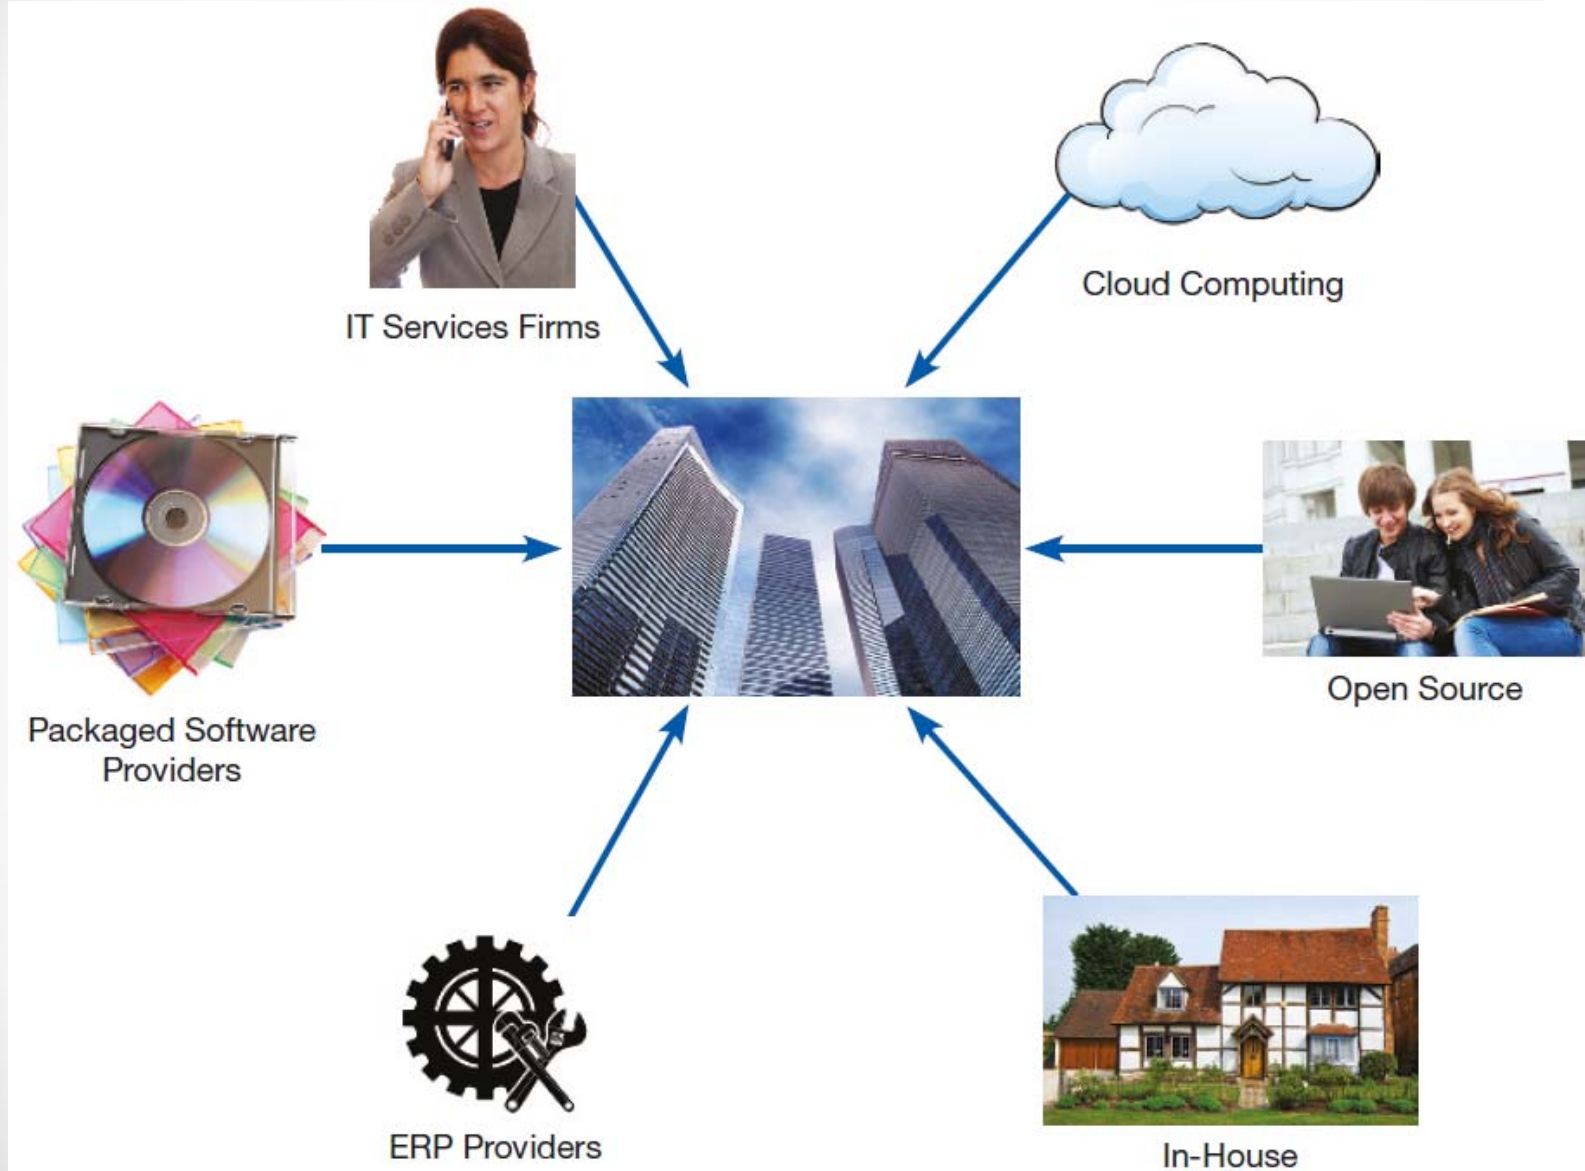 IT Services Firms
Cloud Computing
Packaged Software
Providers
Open Source
ERP Providers
In-House